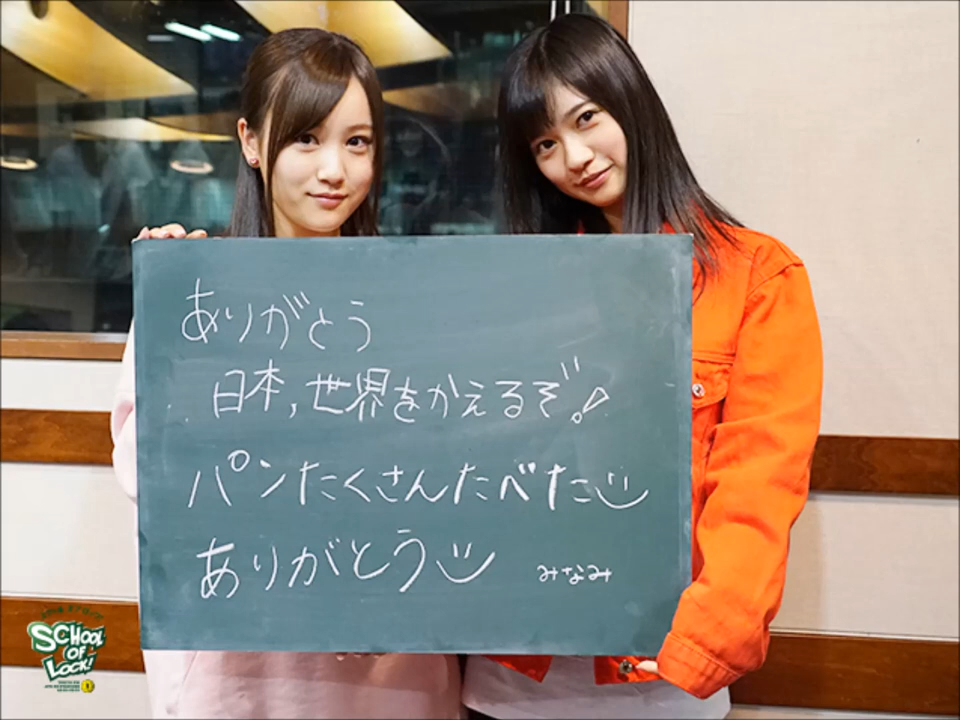 ありがとう
日本,世界をかえるぞ!
パンたくさんたべた
ありがとう
みなみ
SCHOOL
OF
LOCK!